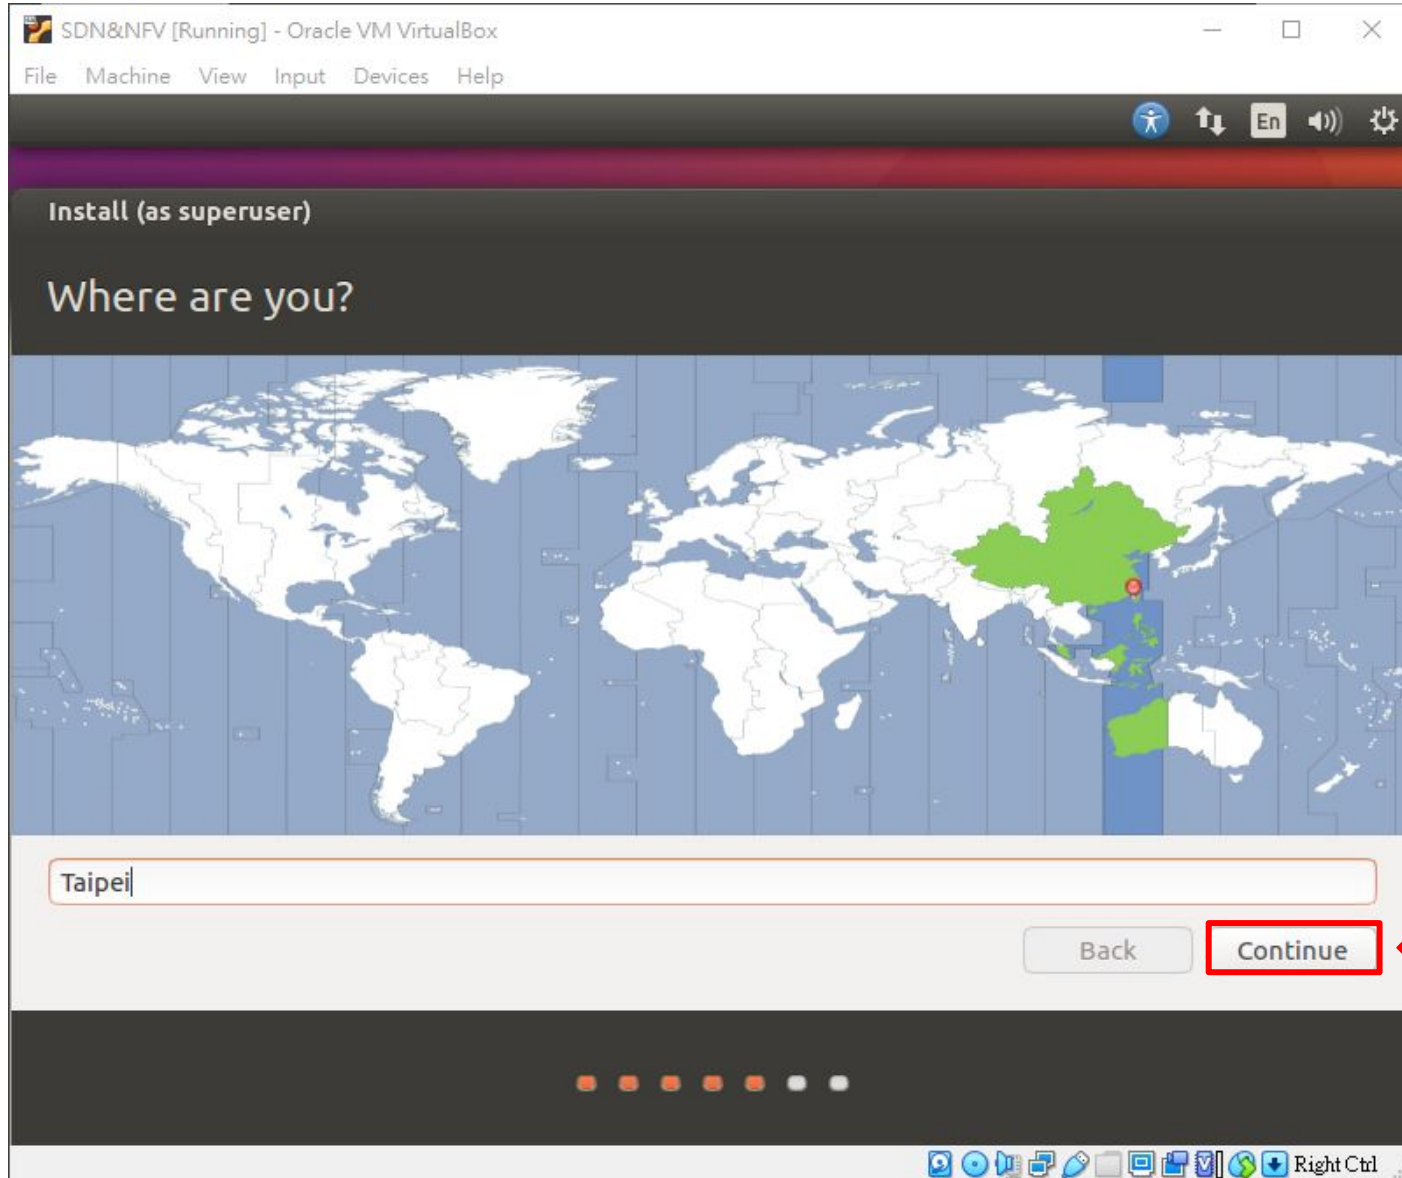 SDN&NFV [Running] - Oracle VM VirtualBox
File Machine View Input Devices Help
En
Install (as superuser)
Where are you?
Taipei
Back Continue
Right Ctrl